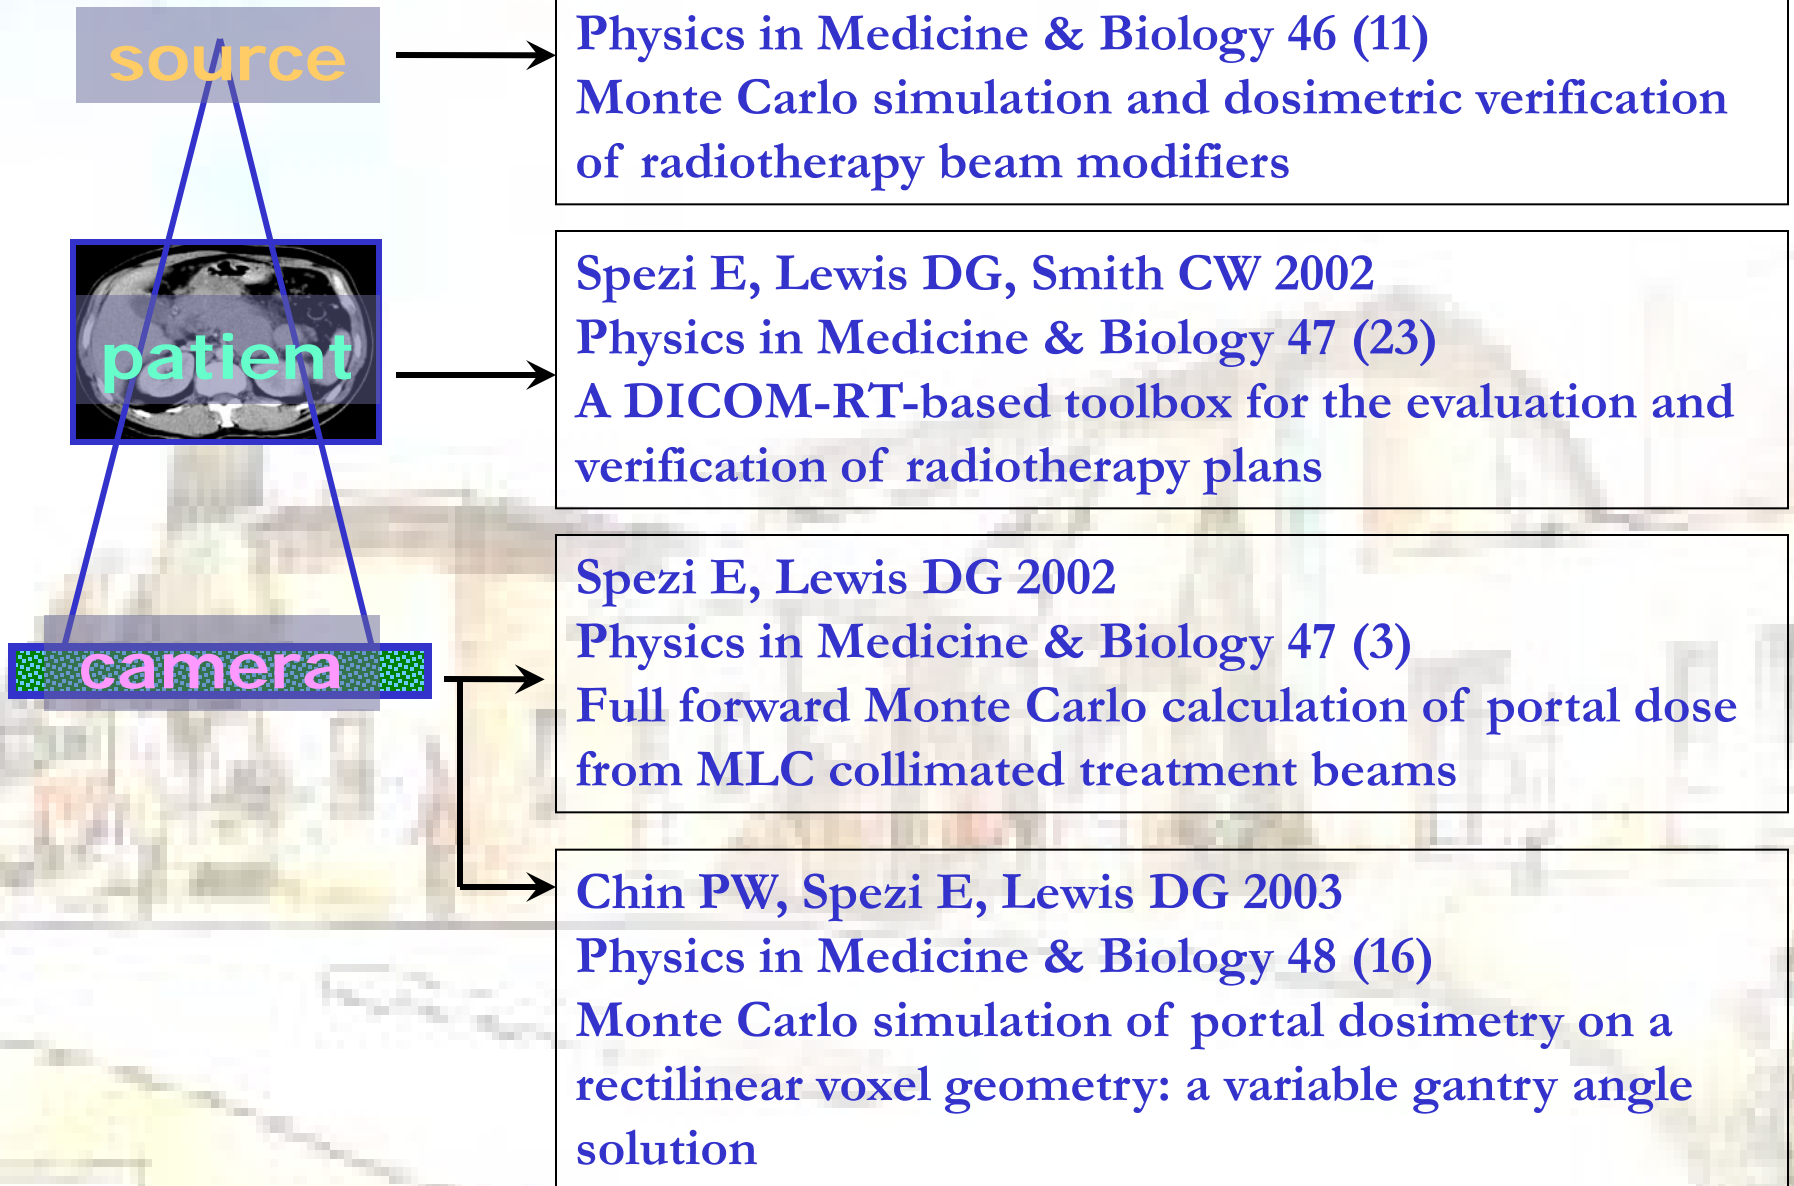 source
Physics in Medicine & Biology 46 (11)
Monte Carlo simulation and dosimetric verification
of radiotherapy beam modifiers
patient
Spezi E, Lewis DG, Smith CW 2002
Physics in Medicine & Biology 47 (23)
A DICOM-RT-based toolbox for the evaluation and
verification of radiotherapy plans
camera
Spezi E, Lewis DG 2002
Physics in Medicine & Biology 47 (3)
Full forward Monte Carlo calculation of portal dose
from MLC collimated treatment beams
Chin PW, Spezi E, Lewis DG 2003
Physics in Medicine & Biology 48 (16)
Monte Carlo simulation of portal dosimetry on a
rectilinear voxel geometry: a variable gantry angle
solution